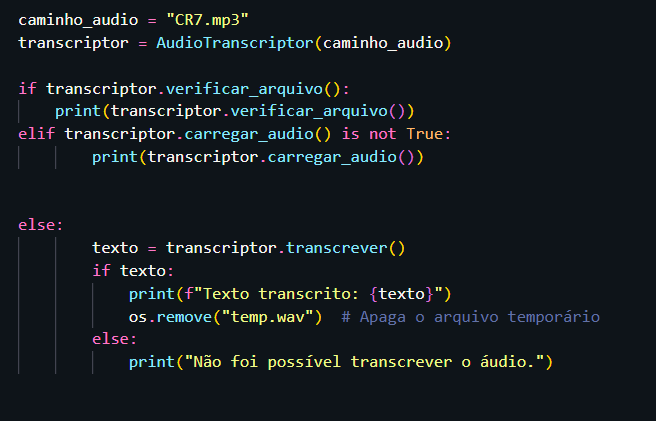 caminho_audio = "CR7.mp3"
transcriptor = AudioTranscriptor(caminho_audio)
if transcriptor.verificar_arquivo():
    print(transcriptor.verificar_arquivo())
elif transcriptor.carregar_audio() is not True:
        print(transcriptor.carregar_audio())
else:
        texto = transcriptor.transcrever()
        if texto:
            print(f"Texto transcrito: {texto}")
            os.remove("temp.wav")  # Apaga o arquivo temporário
        else:
            print("Não foi possível transcrever o áudio.")